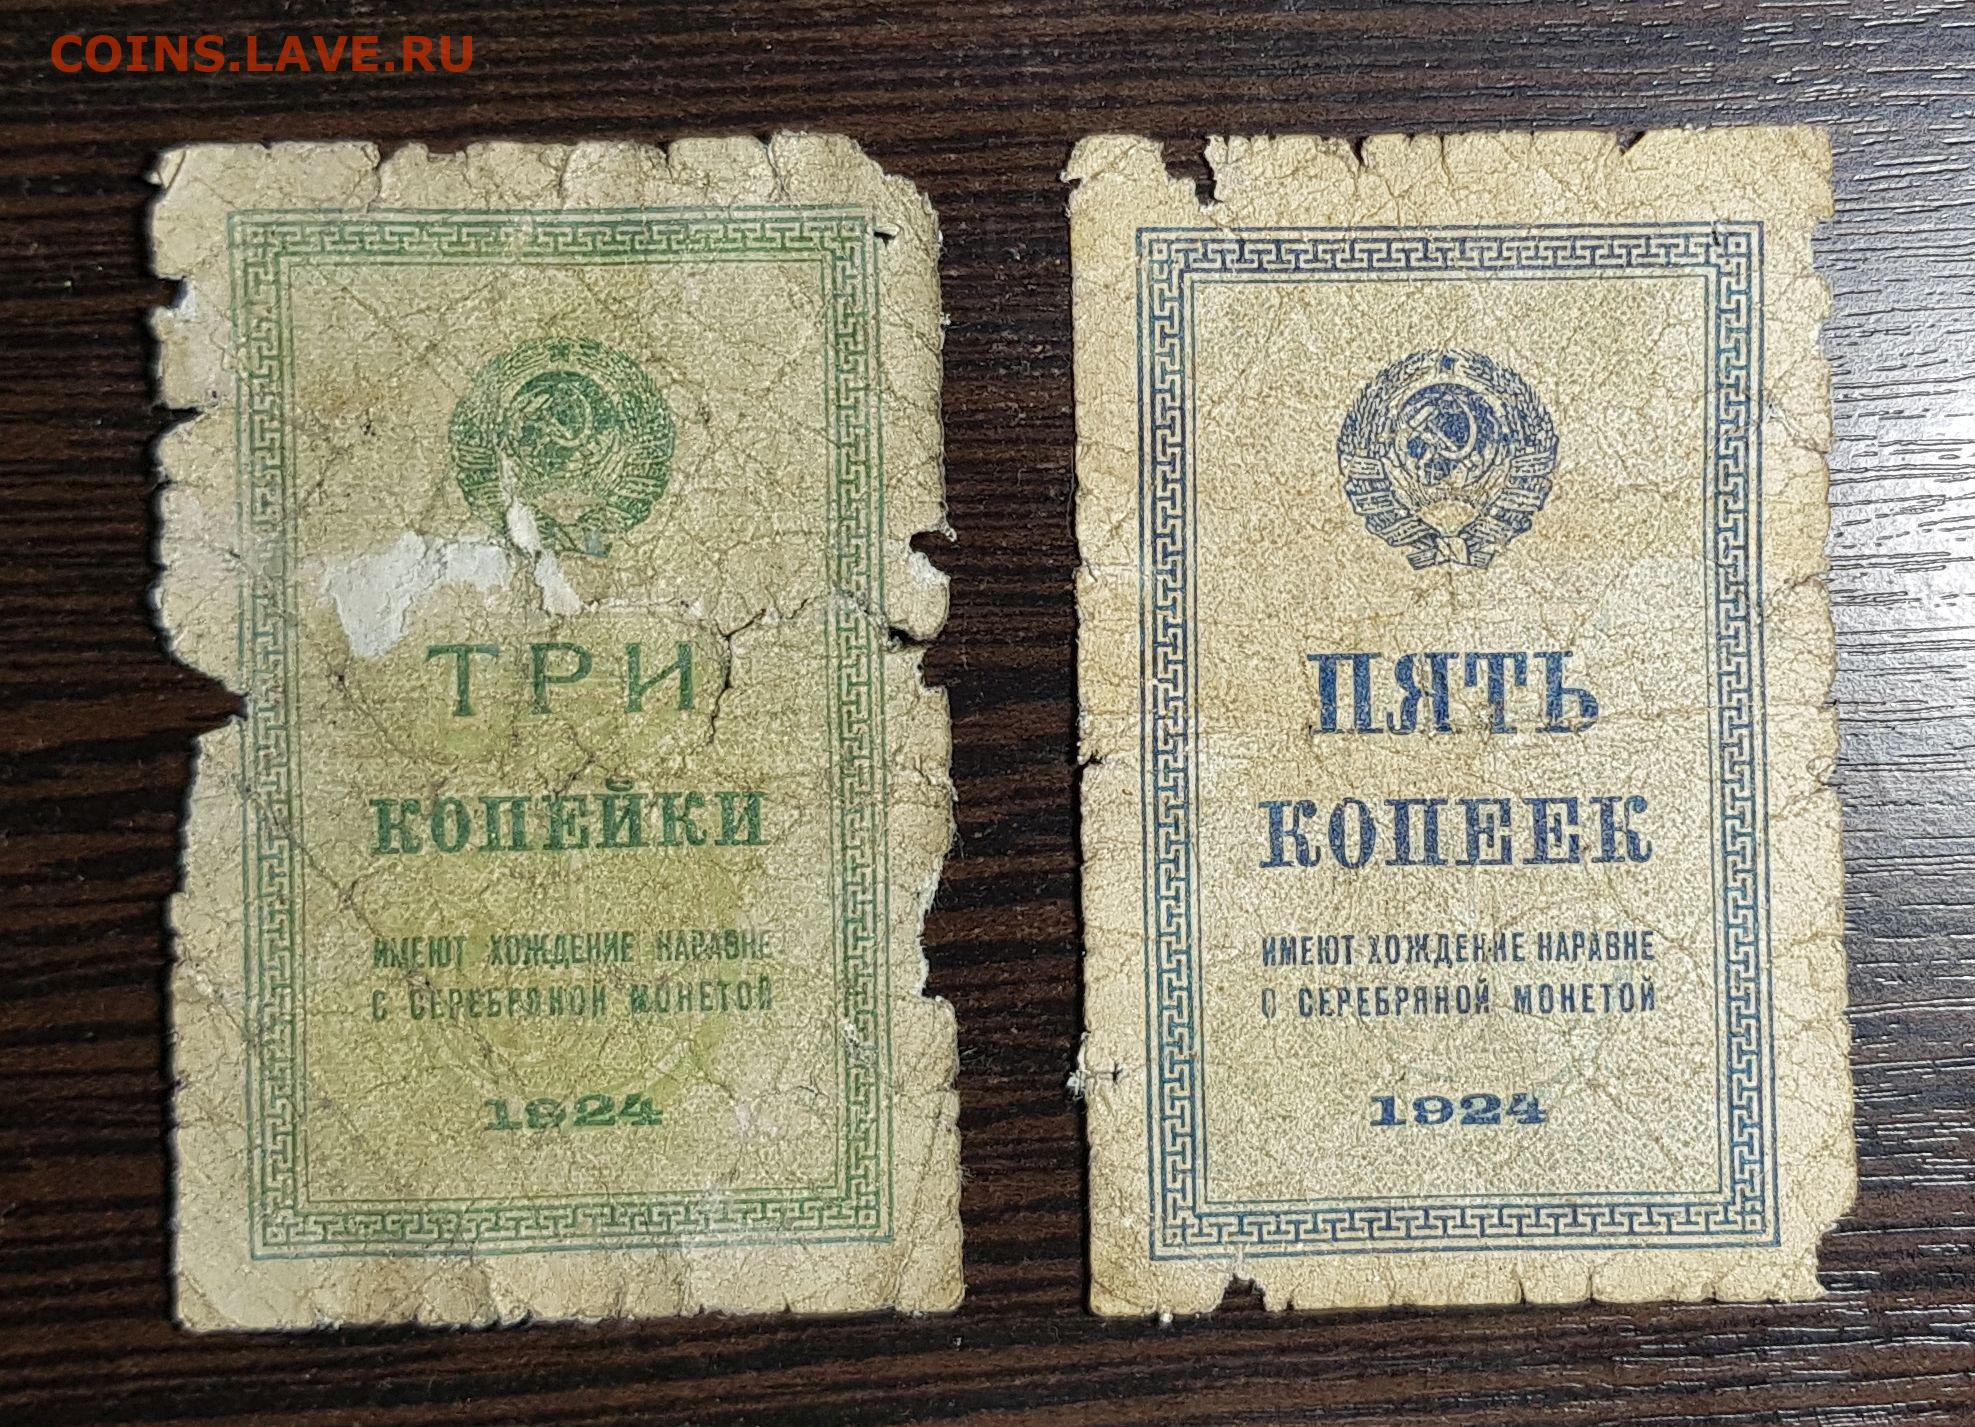 COINS.LAVE.RU
ТРИ
КОПЕЙКИ
ИМЕЮТ ХОЖДЕНИЕ НАРАВНЕ
С СЕРЕБРЯНОЙ МОНЕТОЙ
1924
ПЯТЬ
КОПЕЕК
ИМЕЮТ ХОЖДЕНИЕ НАРАВНЕ
С СЕРЕБРЯНОЙ МОНЕТОЙ
1924